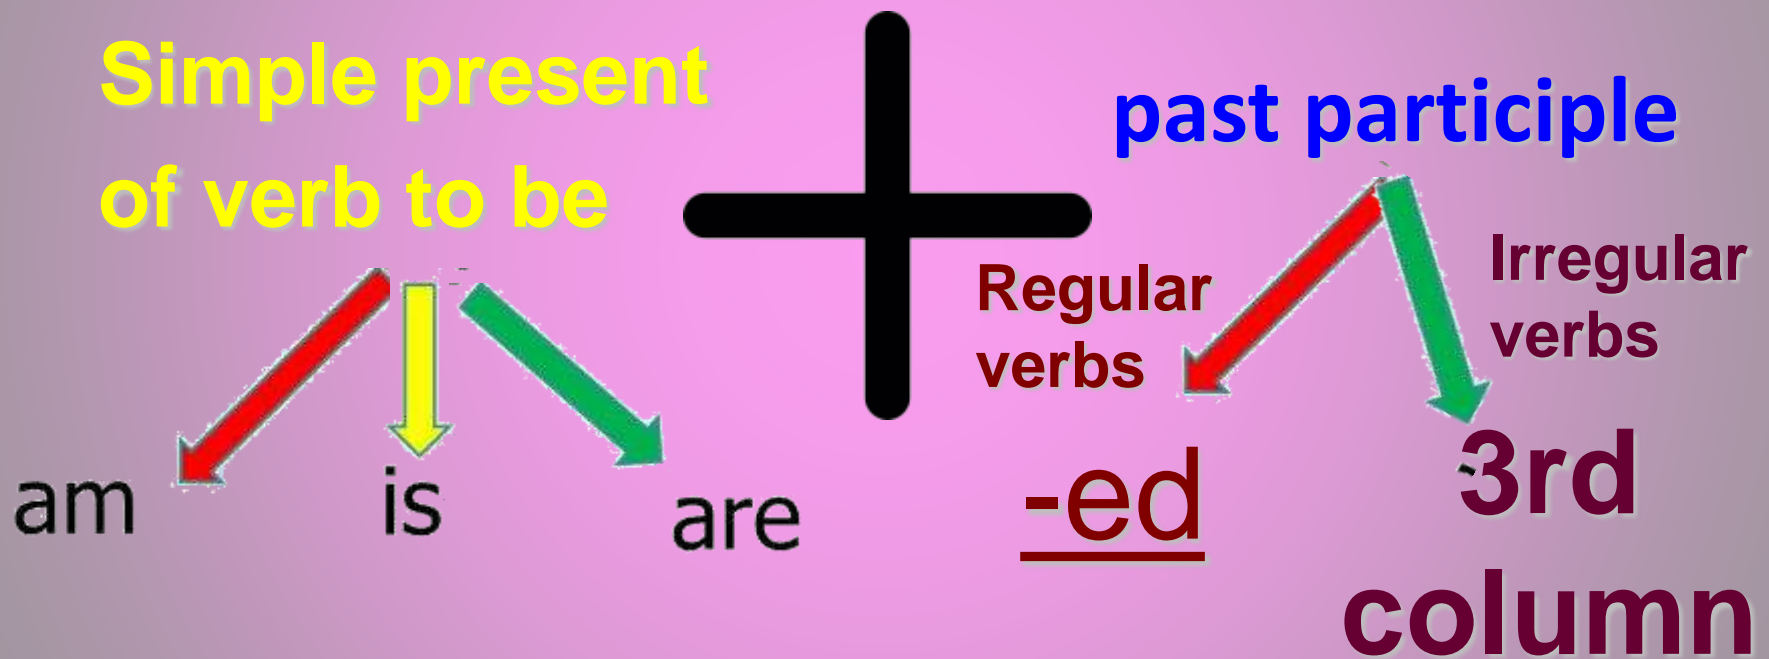 Simple present
of verb to be
am
is
are
past participle
Regular
verbs
-ed
Irregular
verbs
3rd
column